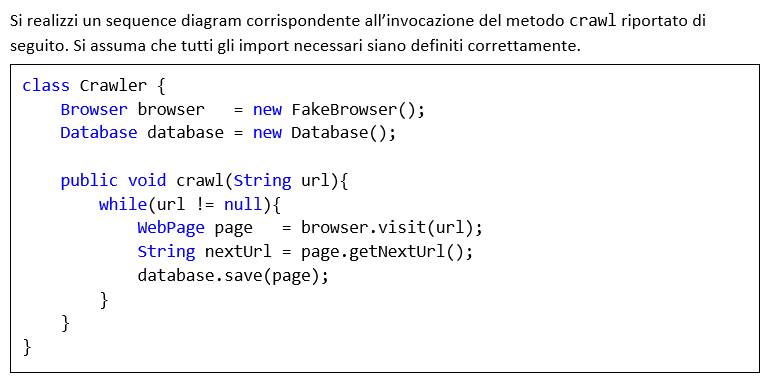 Si realizzi un sequence diagram corrispondente all’invocazione del metodo crawl riportato di
seguito. Si assuma che tutti gli import necessari siano definiti correttamente.
class Crawler {
    Browser browser   = new FakeBrowser();
    Database database = new Database();

    public void crawl(String url){
        while(url != null){
            WebPage page   = browser.visit(url);
            String nextUrl = page.getNextUrl();
            database.save(page);
        }
    }
}